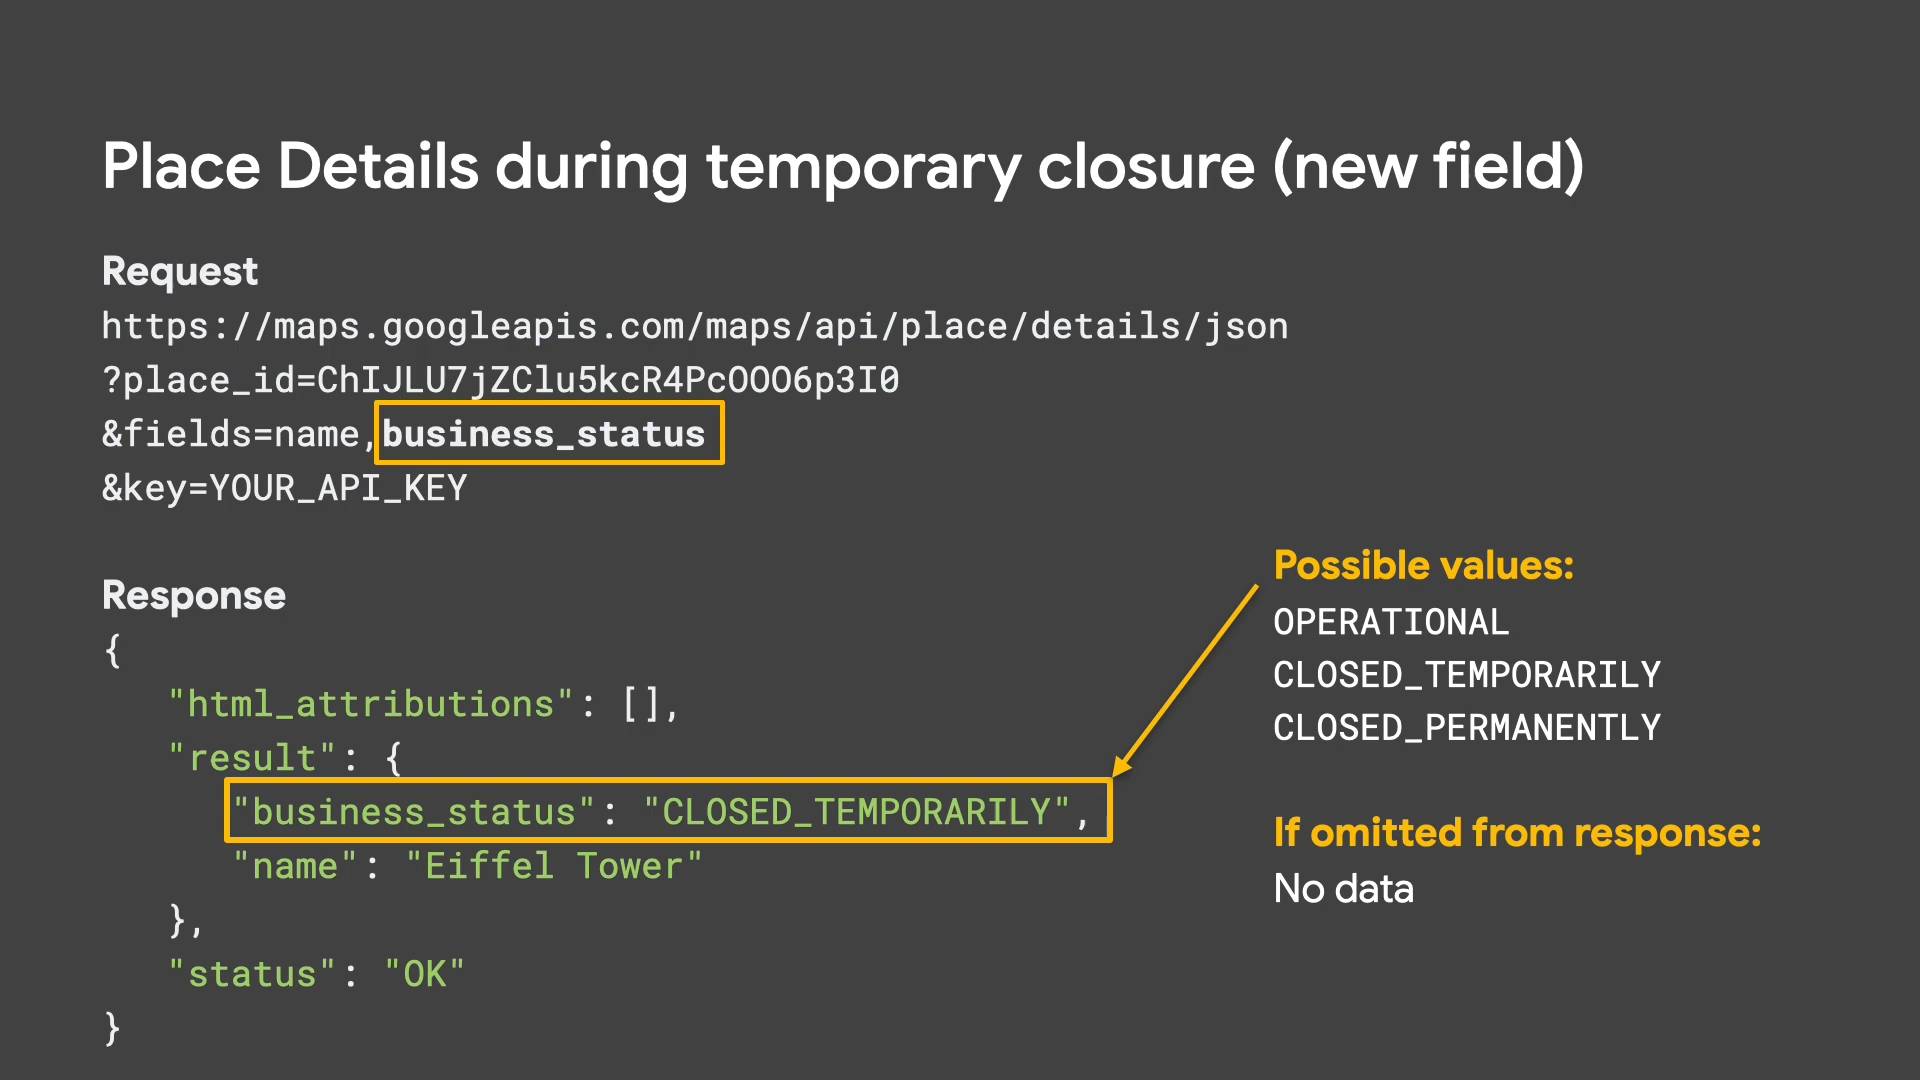 Place Details during temporary closure (new field)
Request
https://maps.googleapis.com/maps/api/place/details/json
?place_id=ChIJLU7jZClu5kcR4PcOOO6p3I0
&fields=name,business_status
&key=YOUR_API_KEY
Response
{
"html_attributions": [],
"result": {
"business_status": "CLOSED_TEMPORARILY",
"name": "Eiffel Tower"
},
"status": "OK"
}
Possible values:
OPERATIONAL
CLOSED_TEMPORARILY
CLOSED_PERMANENTLY
If omitted from response:
No data